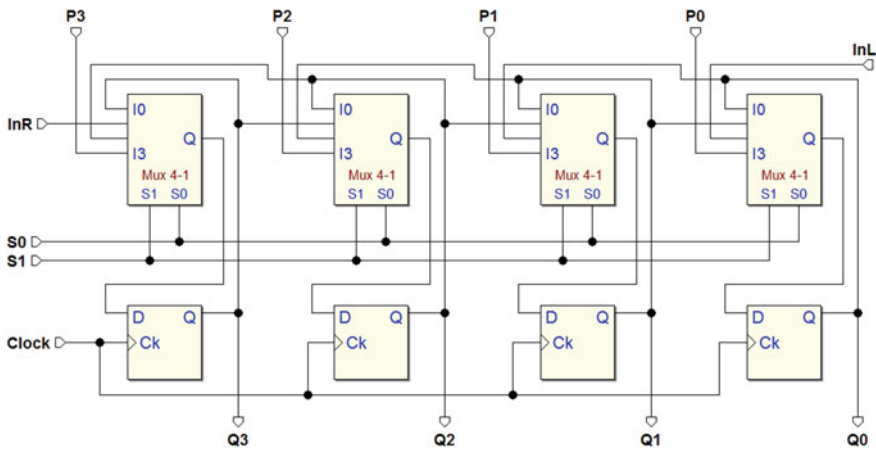 P3 P2 P1 P0
InL
I0 I0 I0 I0
InR
Q Q Q Q
I3 I3 I3 I3
Mux 4-1 Mux 4-1 Mux 4-1 Mux 4-1
S1 S0 S1 S0 S1 S0 S1 S0
S0
S1
D Q D Q D Q D Q
Clock
Ck Ck Ck Ck
Q3 Q2 Q1 Q0